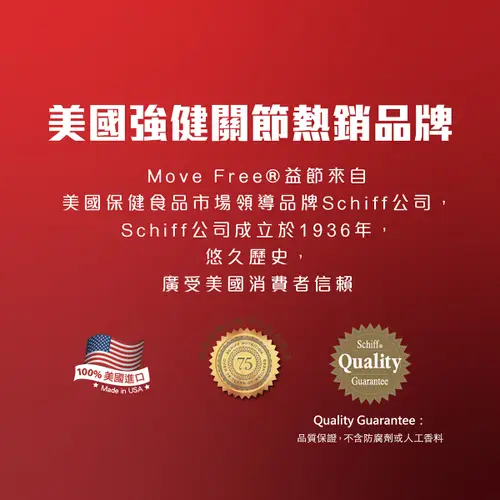 美國強健關節熱銷品牌
Move Free®益節來自
美國保健食品市場領導品牌Schiff公司，
Schiff公司成立於1936年，
悠久歷史，
廣受美國消費者信賴
100% 美國進口
★ Made in USA ★
75
Schiff®
Quality
Guarantee
Quality Guarantee：
品質保證，不含防腐劑或人工香料